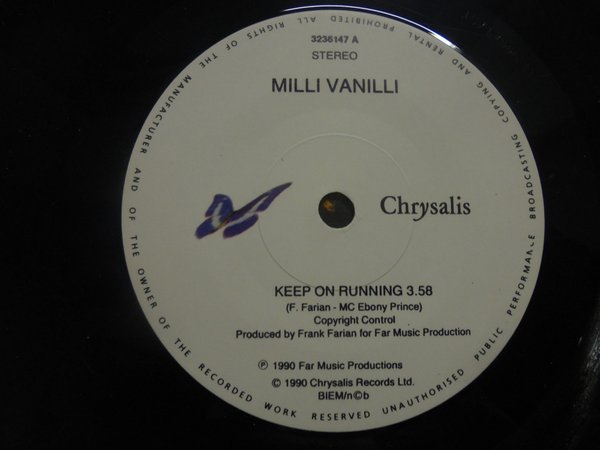 3236147 A
STEREO
MILLI VANILLI
Chrysalis
KEEP ON RUNNING 3.58
(F. Farian - MC Ebony Prince)
Copyright Control
Produced by Frank Farian for Far Music Production
℗ 1990 Far Music Productions
© 1990 Chrysalis Records Ltd.
BIEM/n©b
ALL RIGHTS OF THE MANUFACTURER AND OF THE OWNER OF THE RECORDED WORK RESERVED UNAUTHORISED PUBLIC PERFORMANCE BROADCASTING COPYING AND RENTAL PROHIBITED